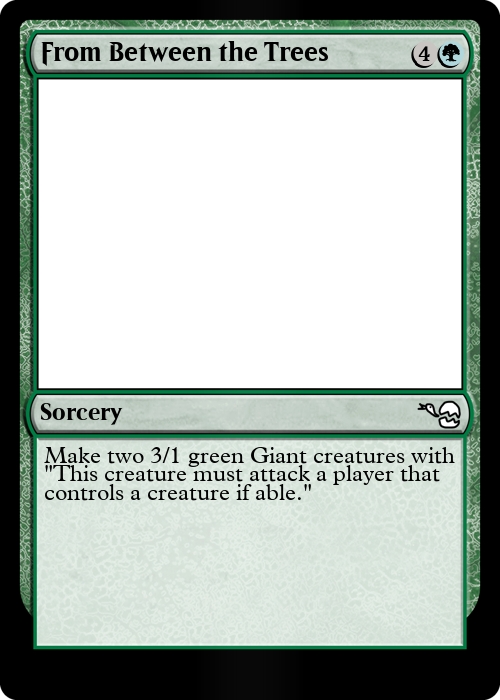 From Between the Trees 4
Sorcery
Make two 3/1 green Giant creatures with
"This creature must attack a player that
controls a creature if able."